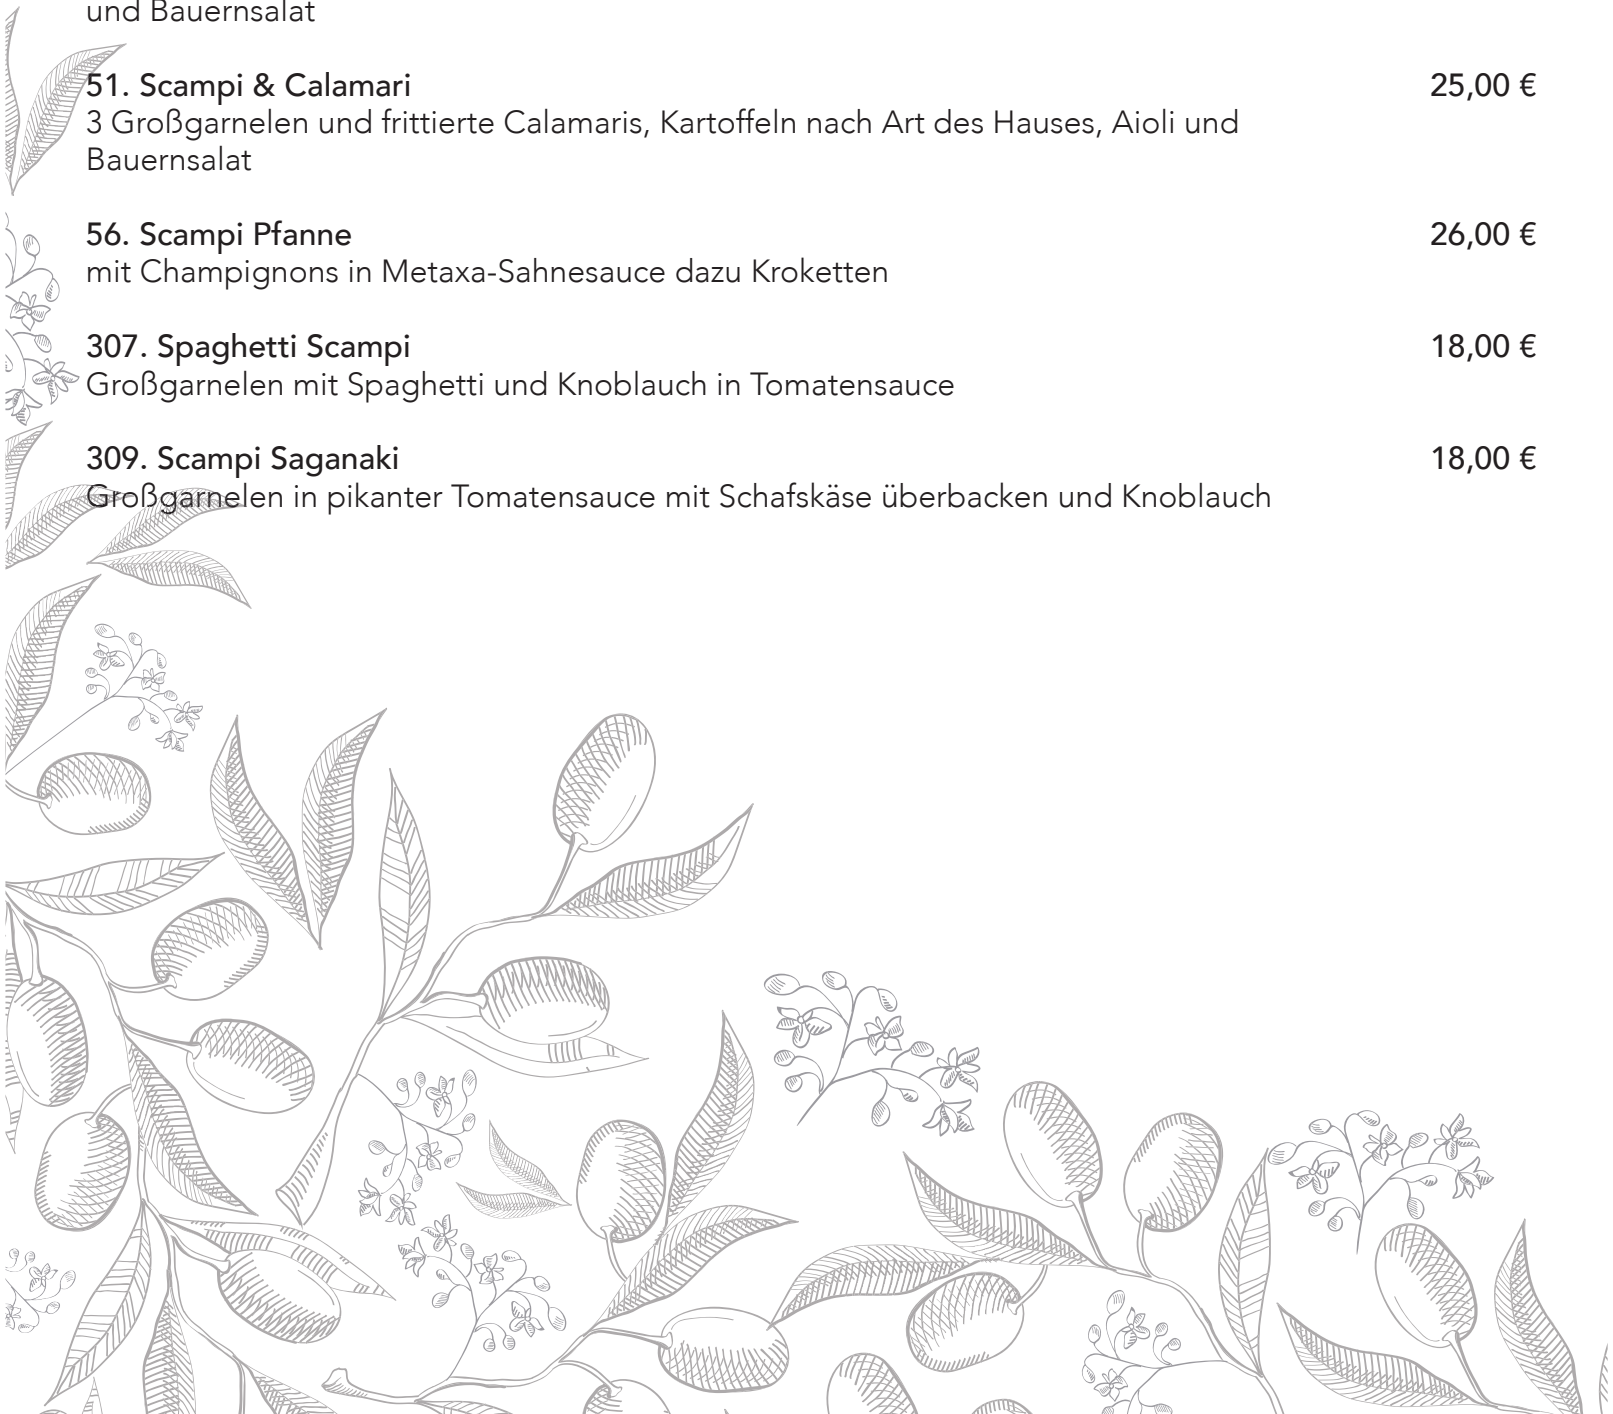 und Bauernsalat
51. Scampi & Calamari 25,00 €
3 Großgarnelen und frittierte Calamaris, Kartoffeln nach Art des Hauses, Aioli und
Bauernsalat
56. Scampi Pfanne 26,00 €
mit Champignons in Metaxa-Sahnesauce dazu Kroketten
307. Spaghetti Scampi 18,00 €
Großgarnelen mit Spaghetti und Knoblauch in Tomatensauce
309. Scampi Saganaki 18,00 €
Großgarnelen in pikanter Tomatensauce mit Schafskäse überbacken und Knoblauch